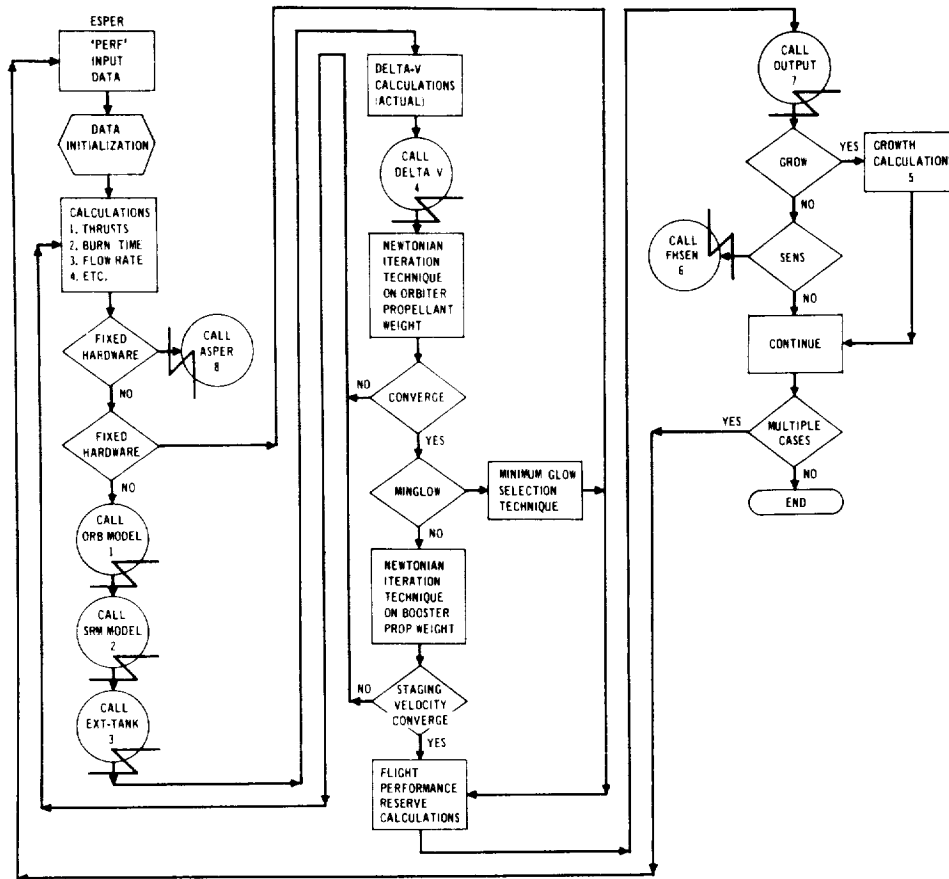 ESPER
'PERF'
INPUT
DATA
DATA
INITIALIZATION
CALCULATIONS
1. THRUSTS
2. BURN TIME
3. FLOW RATE
4. ETC.
FIXED
HARDWARE
CALL
ASPER
8
NO
FIXED
HARDWARE
NO
CALL
ORB MODEL
1
CALL
SRM MODEL
2
CALL
EXT-TANK
3
DELTA-V
CALCULATIONS
(ACTUAL)
CALL
DELTA V
4
NEWTONIAN
ITERATION
TECHNIQUE
ON ORBITER
PROPELLANT
WEIGHT
NO
CONVERGE
YES
MINGLOW
MINIMUM GLOW
SELECTION
TECHNIQUE
NO
NEWTONIAN
ITERATION
TECHNIQUE
ON BOOSTER
PROP WEIGHT
NO
STAGING
VELOCITY
CONVERGE
YES
FLIGHT
PERFORMANCE
RESERVE
CALCULATIONS
CALL
OUTPUT
7
GROW
YES
GROWTH
CALCULATION
5
NO
CALL
FHSEN
6
SENS
NO
CONTINUE
YES
MULTIPLE
CASES
NO
END